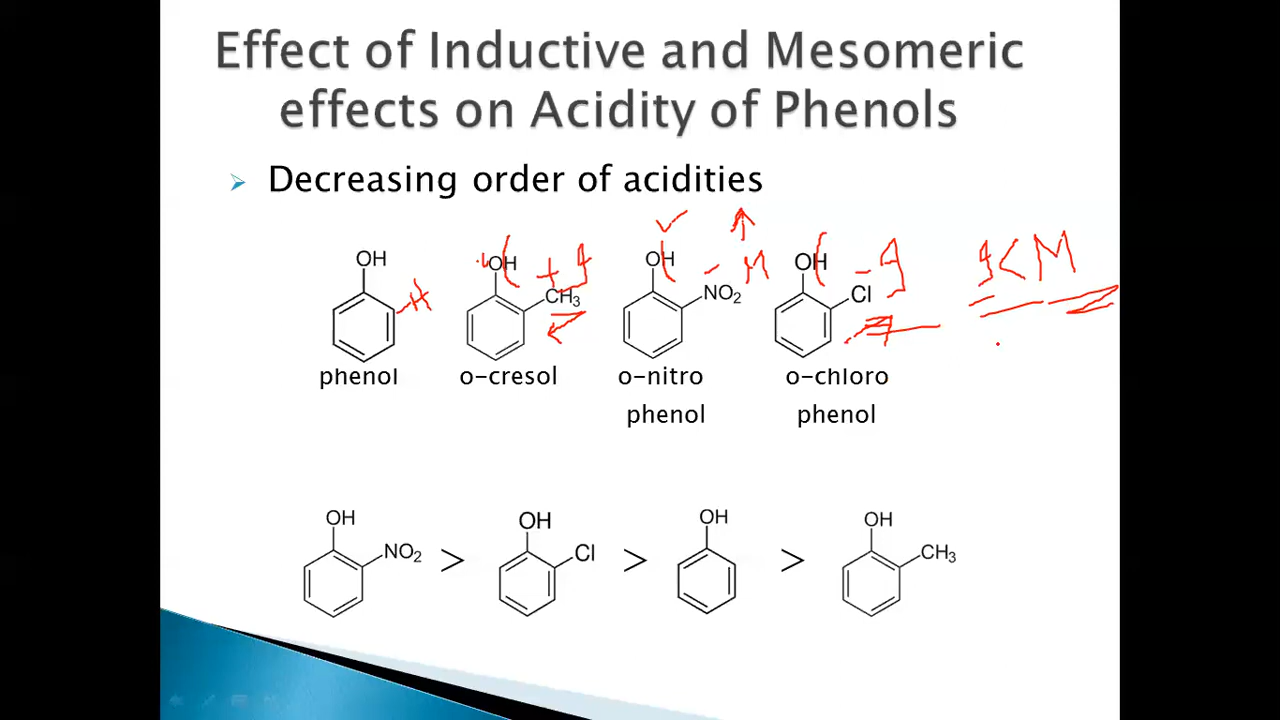 Effect of Inductive and Mesomeric
effects on Acidity of Phenols
Decreasing order of acidities
OH OH OH OH
H + I - M - I I < M
CH₃ NO₂ Cl
phenol o-cresol o-nitro o-chloro
phenol phenol
OH OH OH OH
NO₂ > Cl > > CH₃